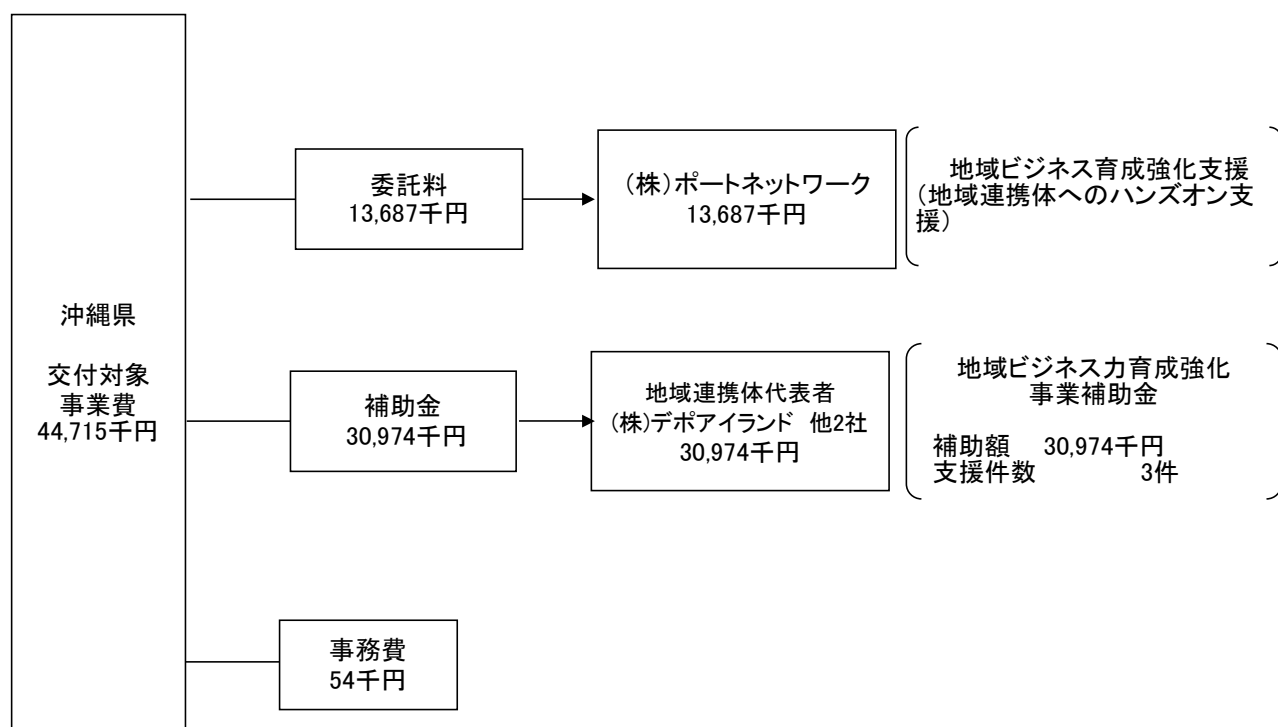 沖縄県
交付対象
事業費
44,715千円
委託料
13,687千円
(株)ポートネットワーク
13,687千円
地域ビジネス育成強化支援
(地域連携体へのハンズオン支
援)
補助金
30,974千円
地域連携体代表者
(株)デポアイランド 他2社
30,974千円
地域ビジネス力育成強化
事業補助金
補助額 30,974千円
支援件数 3件
事務費
54千円